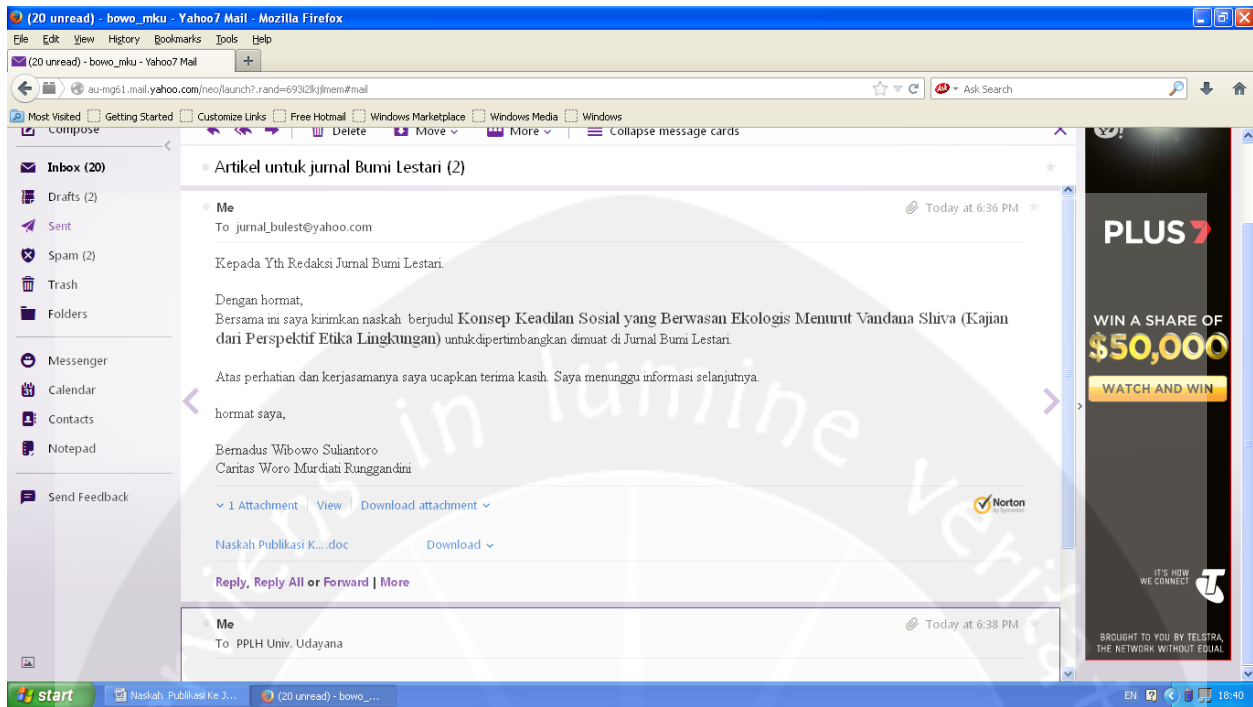 (20 unread) - bowo_mku - Yahoo7 Mail - Mozilla Firefox
File Edit View History Bookmarks Tools Help
(20 unread) - bowo_mku - Yahoo7 Mail +
au-mg61.mail.yahoo.com/neo/launch?.rand=693i2lkjjlmem#mail Ask Search
Most Visited Getting Started Customize Links Free Hotmail Windows Marketplace Windows Media Windows
Compose Delete Move More Collapse message cards
Inbox (20)
Drafts (2)
Sent
Spam (2)
Trash
Folders
Messenger
Calendar
Contacts
Notepad
Send Feedback
Artikel untuk jurnal Bumi Lestari (2)
Me Today at 6:36 PM
To jurnal_bulest@yahoo.com
Kepada Yth Redaksi Jurnal Bumi Lestari.
Dengan hormat,
Bersama ini saya kirimkan naskah berjudul Konsep Keadilan Sosial yang Berwasan Ekologis Menurut Vandana Shiva (Kajian
dari Perspektif Etika Lingkungan) untukdipertimbangkan dimuat di Jurnal Bumi Lestari.
Atas perhatian dan kerjasamanya saya ucapkan terima kasih. Saya menunggu informasi selanjutnya.
hormat saya,
Bernadus Wibowo Suliantoro
Caritas Woro Murdiati Runggandini
1 Attachment View Download attachment
Norton
by Symantec
Naskah Publikasi K....doc Download
Reply, Reply All or Forward | More
Me Today at 6:38 PM
To PPLH Univ. Udayana
Y!
PLUS7
WIN A SHARE OF
$50,000
WATCH AND WIN
IT'S HOW
WE CONNECT
BROUGHT TO YOU BY TELSTRA,
THE NETWORK WITHOUT EQUAL
in lumine
start Naskah Publikasi Ke J... (20 unread) - bowo_... EN 18:40